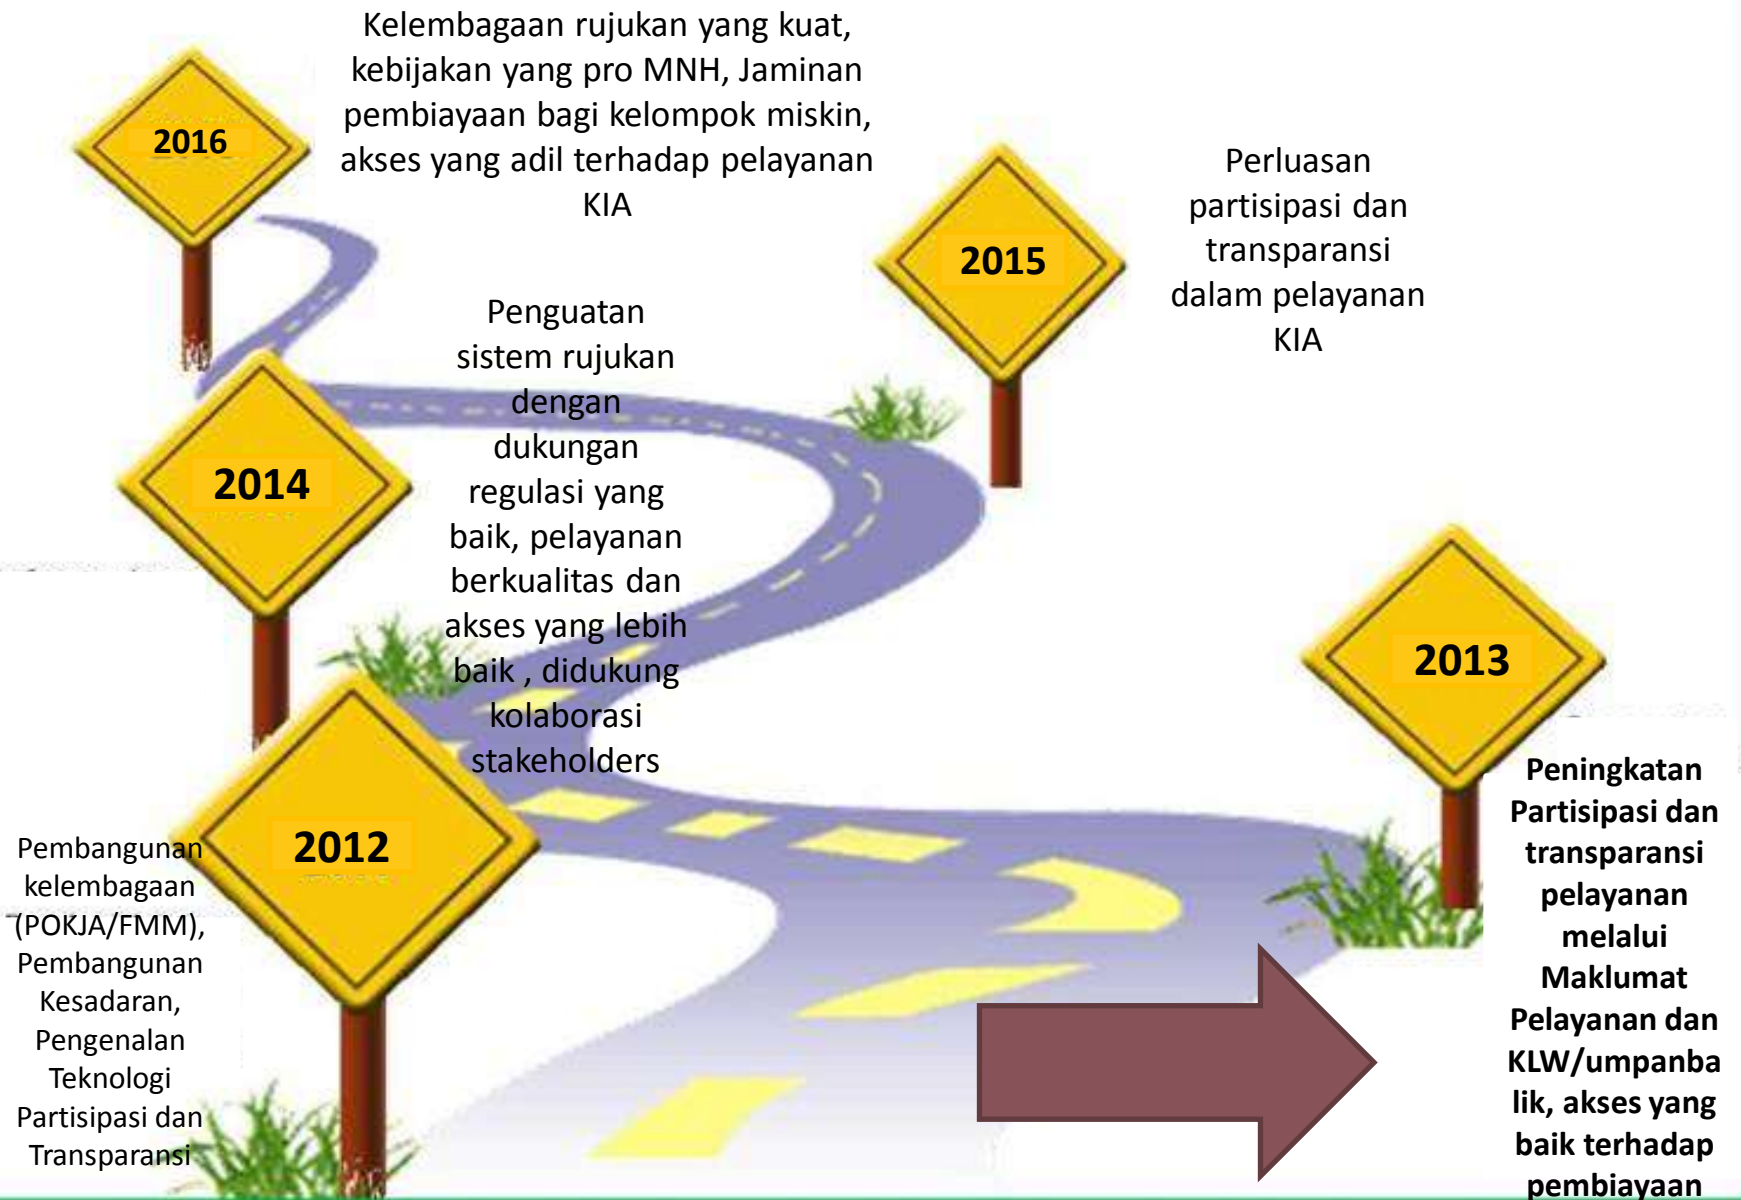 Kelembagaan rujukan yang kuat,
kebijakan yang pro MNH, Jaminan
pembiayaan bagi kelompok miskin,
akses yang adil terhadap pelayanan
KIA
2016
2015
Perluasan
partisipasi dan
transparansi
dalam pelayanan
KIA
Penguatan
sistem rujukan
dengan
dukungan
regulasi yang
baik, pelayanan
berkualitas dan
akses yang lebih
baik , didukung
kolaborasi
stakeholders
2014
2013
Peningkatan
Partisipasi dan
transparansi
pelayanan
melalui
Maklumat
Pelayanan dan
KLW/umpanba
lik, akses yang
baik terhadap
pembiayaan
2012
Pembangunan
kelembagaan
(POKJA/FMM),
Pembangunan
Kesadaran,
Pengenalan
Teknologi
Partisipasi dan
Transparansi